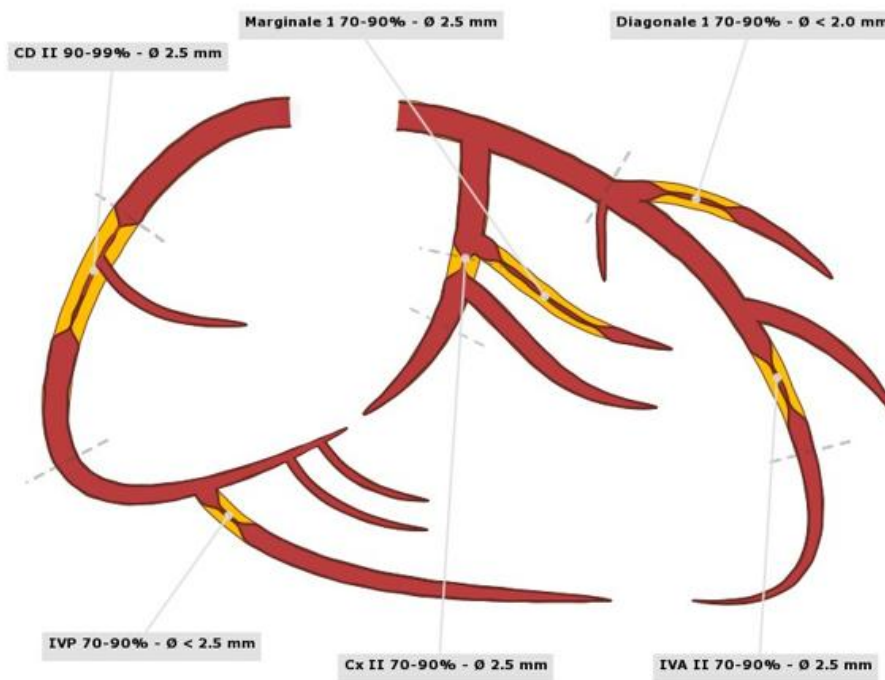 Marginale 1 70-90% - Ø 2.5 mm
Diagonale 1 70-90% - Ø < 2.0 mm
CD II 90-99% - Ø 2.5 mm
IVP 70-90% - Ø < 2.5 mm
Cx II 70-90% - Ø 2.5 mm
IVA II 70-90% - Ø 2.5 mm